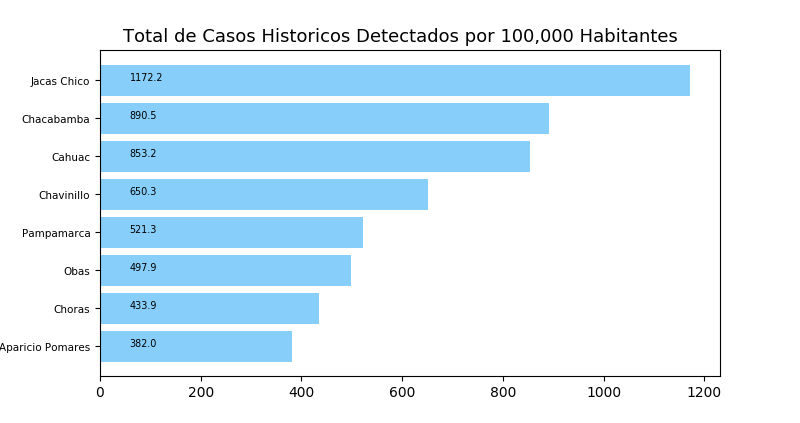 Total de Casos Historicos Detectados por 100,000 Habitantes
Jacas Chico 1172.2
Chacabamba 890.5
Cahuac 853.2
Chavinillo 650.3
Pampamarca 521.3
Obas 497.9
Choras 433.9
Aparicio Pomares 382.0
0 200 400 600 800 1000 1200